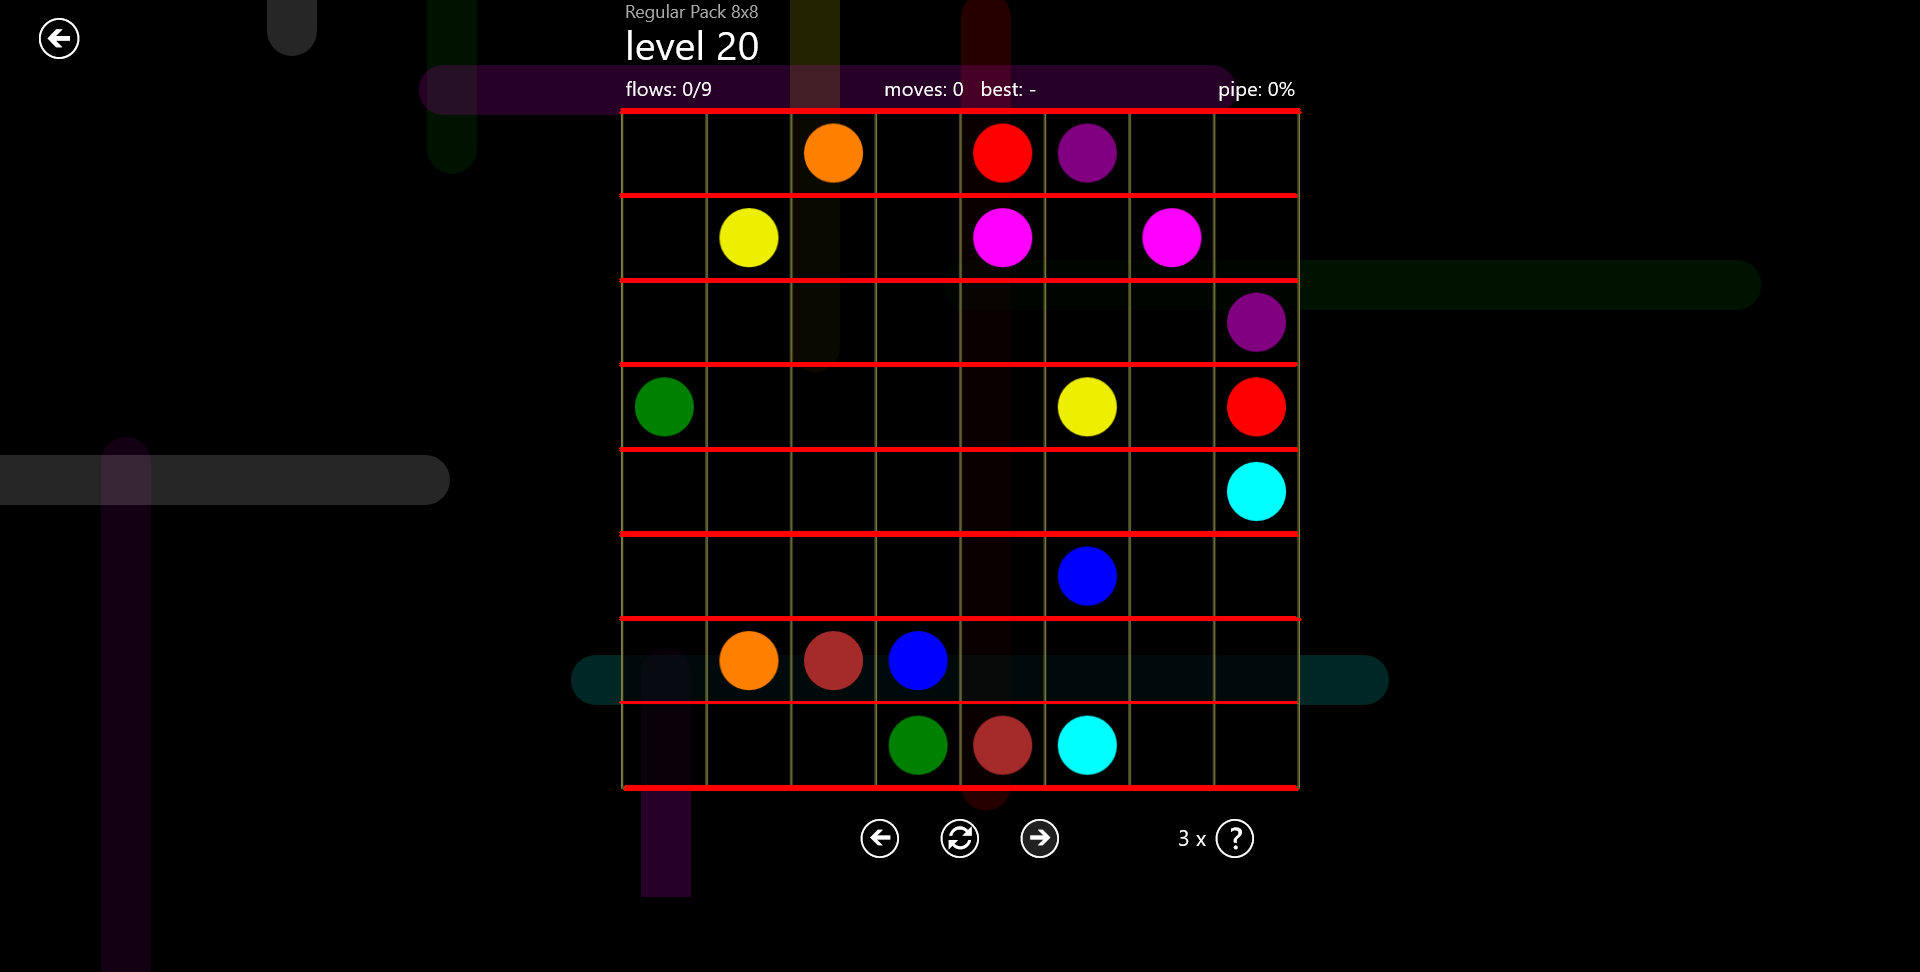 Regular Pack 8x8
level 20
flows: 0/9 moves: 0 best: - pipe: 0%
3 x ?